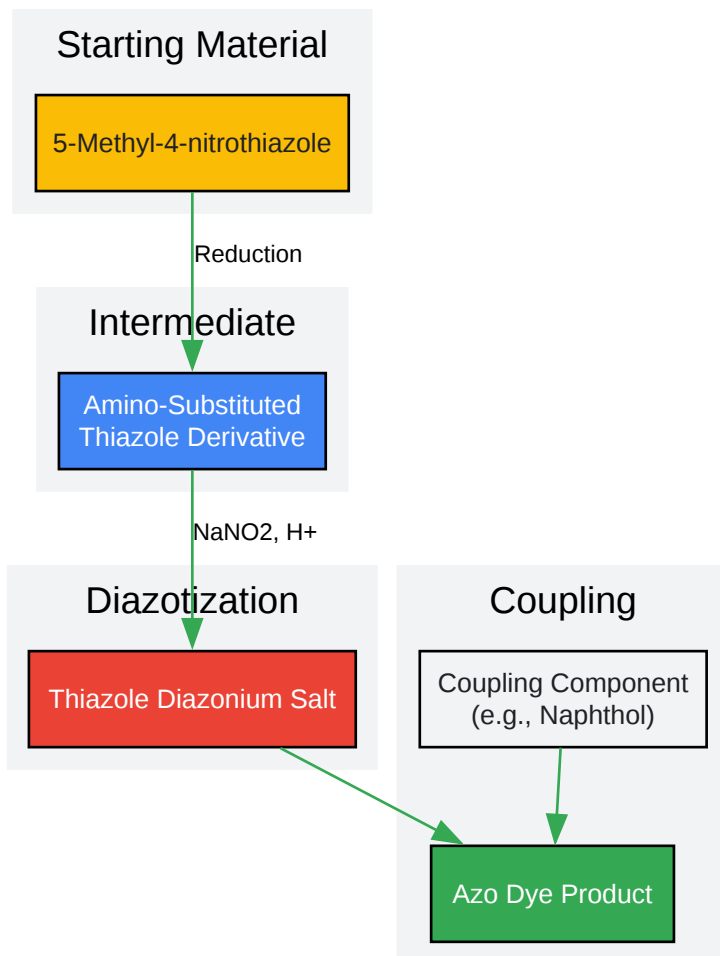 Starting Material
5-Methyl-4-nitrothiazole
Reduction
Intermediate
Amino-Substituted
Thiazole Derivative
NaNO2, H+
Diazotization
Thiazole Diazonium Salt
Coupling
Coupling Component
(e.g., Naphthol)
Azo Dye Product